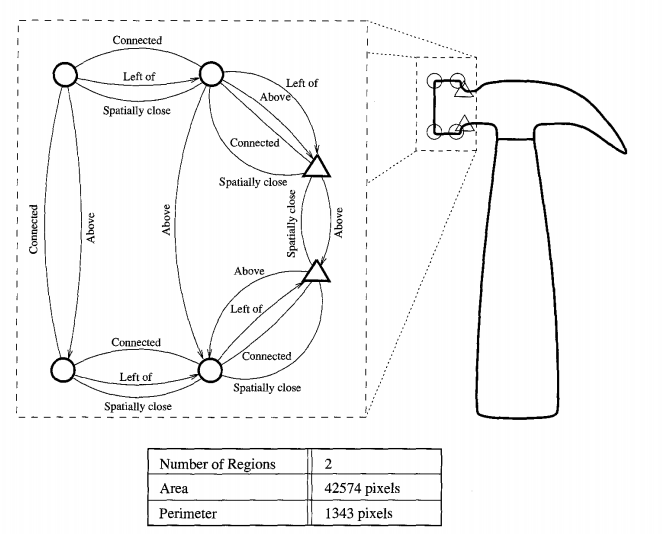 Connected
Left of
Spatially close
Left of
Above
Connected
Spatially close
Connected
Above
Above
Spatially close
Above
Above
Left of
Connected
Spatially close
Connected
Left of
Spatially close
Number of Regions 2
Area 42574 pixels
Perimeter 1343 pixels